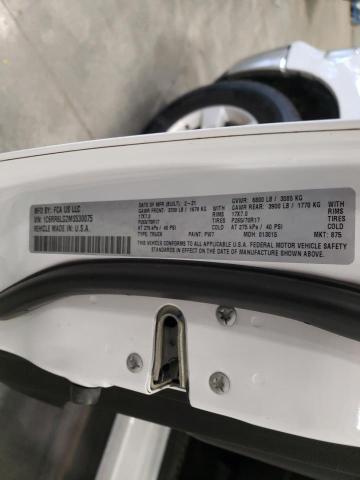 MFD BY: FCA US LLC
1C6RR6LG2MS530075
VEHICLE MADE IN: U.S.A.
DATE OF MFR (BUILT): 2-21
GAWR FRONT: LB / 1670 KG
17X7.0
P265/70R17
AT 275 kPa / 40 PSI
WITH
RIMS
TIRES
COLD
GVWR: 6800 LB / 3085 KG
GAWR REAR: 3900 LB / 1770 KG
17X7.0
P265/70R17
AT 275 kPa / 40 PSI
WITH
RIMS
TIRES
COLD
THIS VEHICLE CONFORMS TO ALL APPLICABLE U.S.A. FEDERAL MOTOR VEHICLE SAFETY
STANDARDS IN EFFECT ON THE DATE OF MANUFACTURE SHOWN ABOVE.
TYPE: TRUCK PAINT: PW7 MDH: 013015 MKT: 875